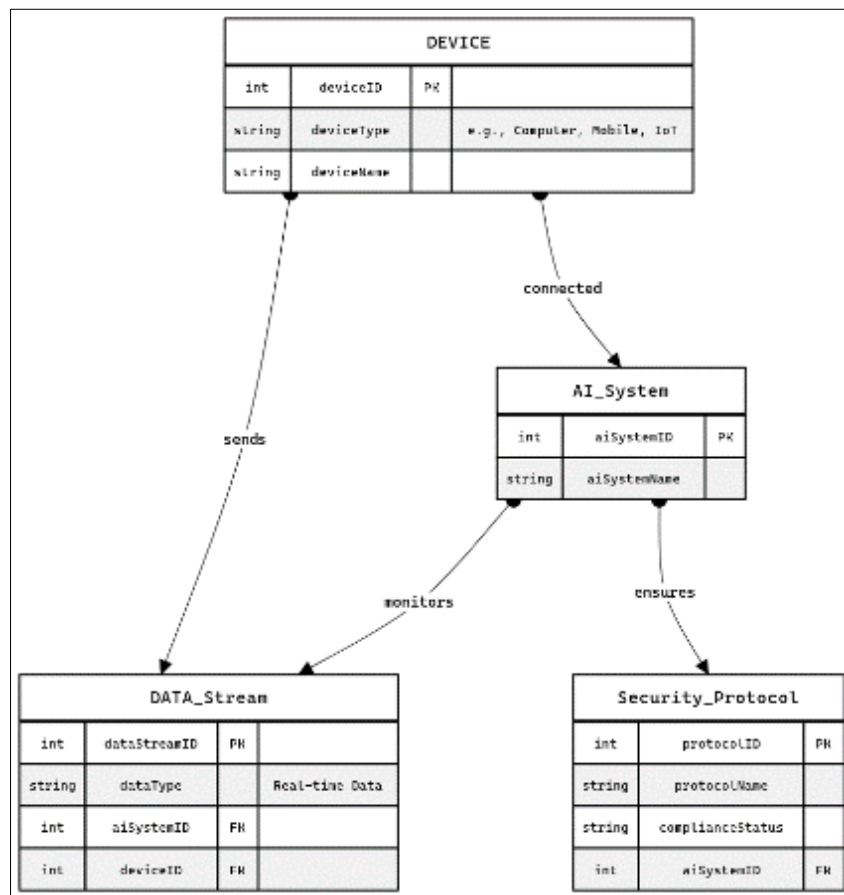 DEVICE
int deviceID PK
string deviceType e.g., Computer, Mobile, IoT
string deviceName
connected
AI_System
int aiSystemID PK
string aiSystemName
sends
monitors
ensures
DATA_Stream
int dataStreamID PK
string dataType Real-time Data
int aiSystemID FK
int deviceID FK
Security_Protocol
int protocolID PK
string protocolName
string complianceStatus
int aiSystemID FK